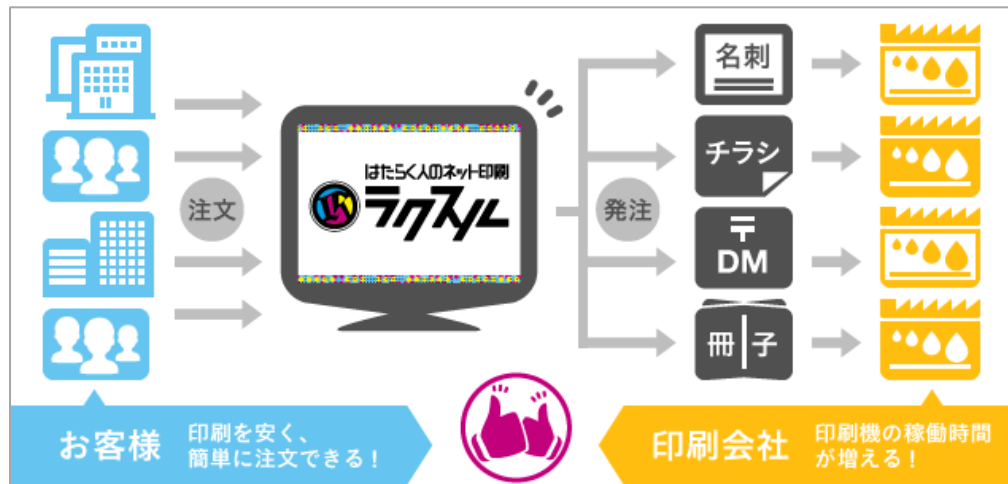 注文
はたらく人のネット印刷
ラクスル
発注
名刺
チラシ
〒
DM
冊子
お客様
印刷を安く、
簡単に注文できる！
印刷会社
印刷機の稼働時間
が増える！